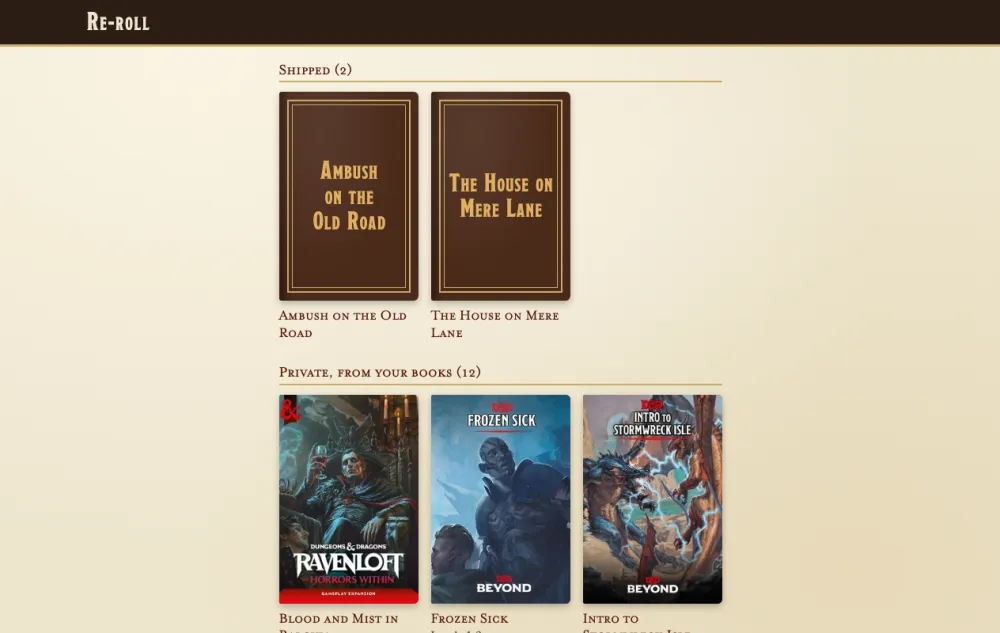 Re-roll
Shipped (2)
Ambush
on the
Old Road
The House on
Mere Lane
Ambush on the Old
Road
The House on Mere
Lane
Private, from your books (12)
DUNGEONS & DRAGONS
RAVENLOFT
HORRORS WITHIN
GAMEPLAY EXPANSION
D&D
FROZEN SICK
D&D
BEYOND
D&D
INTRO TO
STORMWRECK ISLE
D&D
BEYOND
Blood and Mist in
Frozen Sick
Intro to